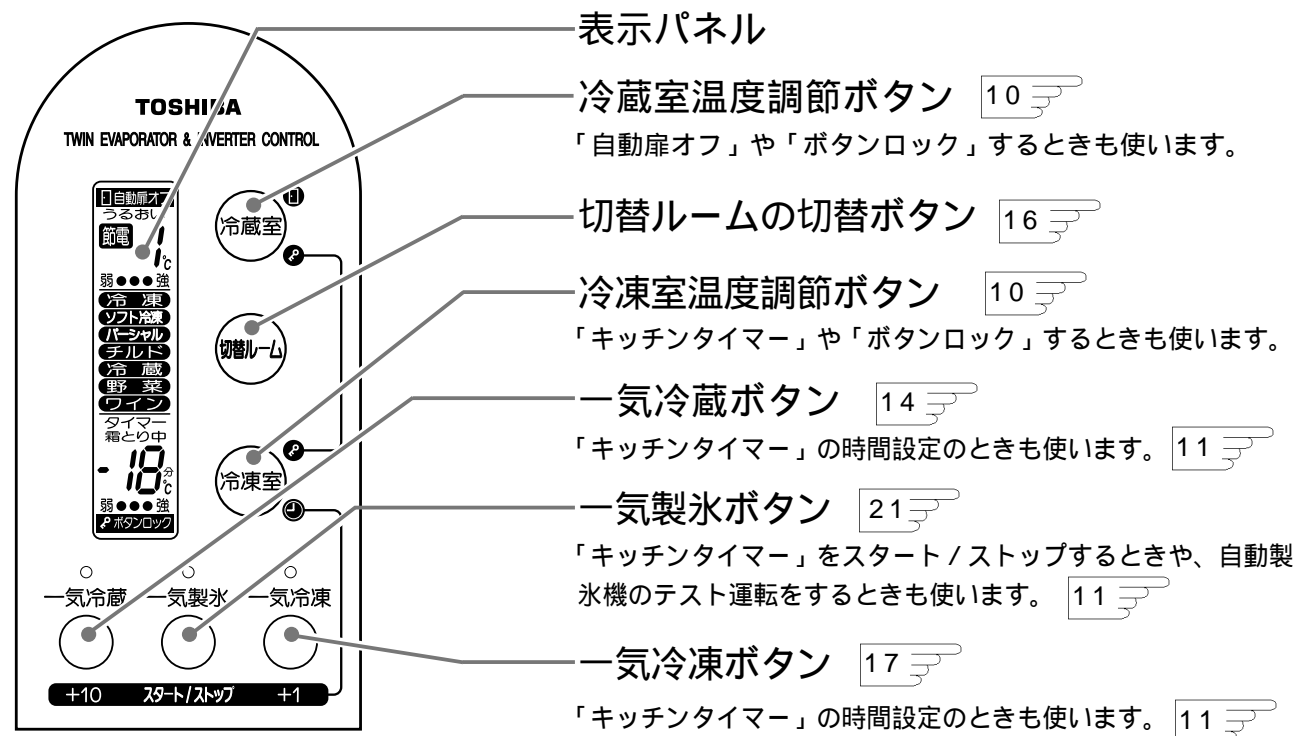 TOSHIBA
TWIN EVAPORATOR & INVERTER CONTROL
自動扉オフ
うるおい
節電
1℃
弱●●●強
冷凍
ソフト冷凍
パーシャル
チルド
冷蔵
野菜
ワイン
タイマー
霜とり中
-18分℃
弱●●●強
ボタンロック
冷蔵室
切替ルーム
冷凍室
一気冷蔵 一気製氷 一気冷凍
+10 スタート/ストップ +1
表示パネル
冷蔵室温度調節ボタン 10
「自動扉オフ」や「ボタンロック」するときも使います。
切替ルームの切替ボタン 16
冷凍室温度調節ボタン 10
「キッチンタイマー」や「ボタンロック」するときも使います。
一気冷蔵ボタン 14
「キッチンタイマー」の時間設定のときも使います。 11
一気製氷ボタン 21
「キッチンタイマー」をスタート/ストップするときや、自動製
氷機のテスト運転をするときも使います。 11
一気冷凍ボタン 17
「キッチンタイマー」の時間設定のときも使います。 11